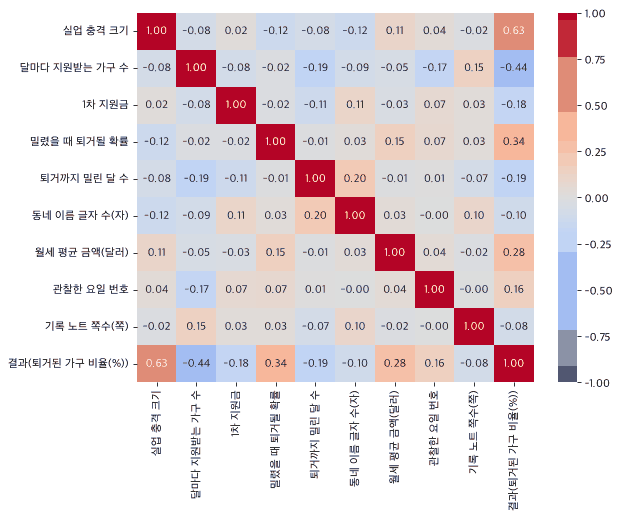 실업 충격 크기 1.00 -0.08 0.02 -0.12 -0.08 -0.12 0.11 0.04 -0.02 0.63
달마다 지원받는 가구 수 -0.08 1.00 -0.08 -0.02 -0.19 -0.09 -0.05 -0.17 0.15 -0.44
1차 지원금 0.02 -0.08 1.00 -0.02 -0.11 0.11 -0.03 0.07 0.03 -0.18
밀렸을 때 퇴거될 확률 -0.12 -0.02 -0.02 1.00 -0.01 0.03 0.15 0.07 0.03 0.34
퇴거까지 밀린 달 수 -0.08 -0.19 -0.11 -0.01 1.00 0.20 -0.01 0.01 -0.07 -0.19
동네 이름 글자 수(자) -0.12 -0.09 0.11 0.03 0.20 1.00 0.03 -0.00 0.10 -0.10
월세 평균 금액(달러) 0.11 -0.05 -0.03 0.15 -0.01 0.03 1.00 0.04 -0.02 0.28
관찰한 요일 번호 0.04 -0.17 0.07 0.07 0.01 -0.00 0.04 1.00 -0.00 0.16
기록 노트 쪽수(쪽) -0.02 0.15 0.03 0.03 -0.07 0.10 -0.02 -0.00 1.00 -0.08
결과(퇴거된 가구 비율(%)) 0.63 -0.44 -0.18 0.34 -0.19 -0.10 0.28 0.16 -0.08 1.00
실업 충격 크기
달마다 지원받는 가구 수
1차 지원금
밀렸을 때 퇴거될 확률
퇴거까지 밀린 달 수
동네 이름 글자 수(자)
월세 평균 금액(달러)
관찰한 요일 번호
기록 노트 쪽수(쪽)
결과(퇴거된 가구 비율(%))
1.00
0.75
0.50
0.25
0.00
-0.25
-0.50
-0.75
-1.00